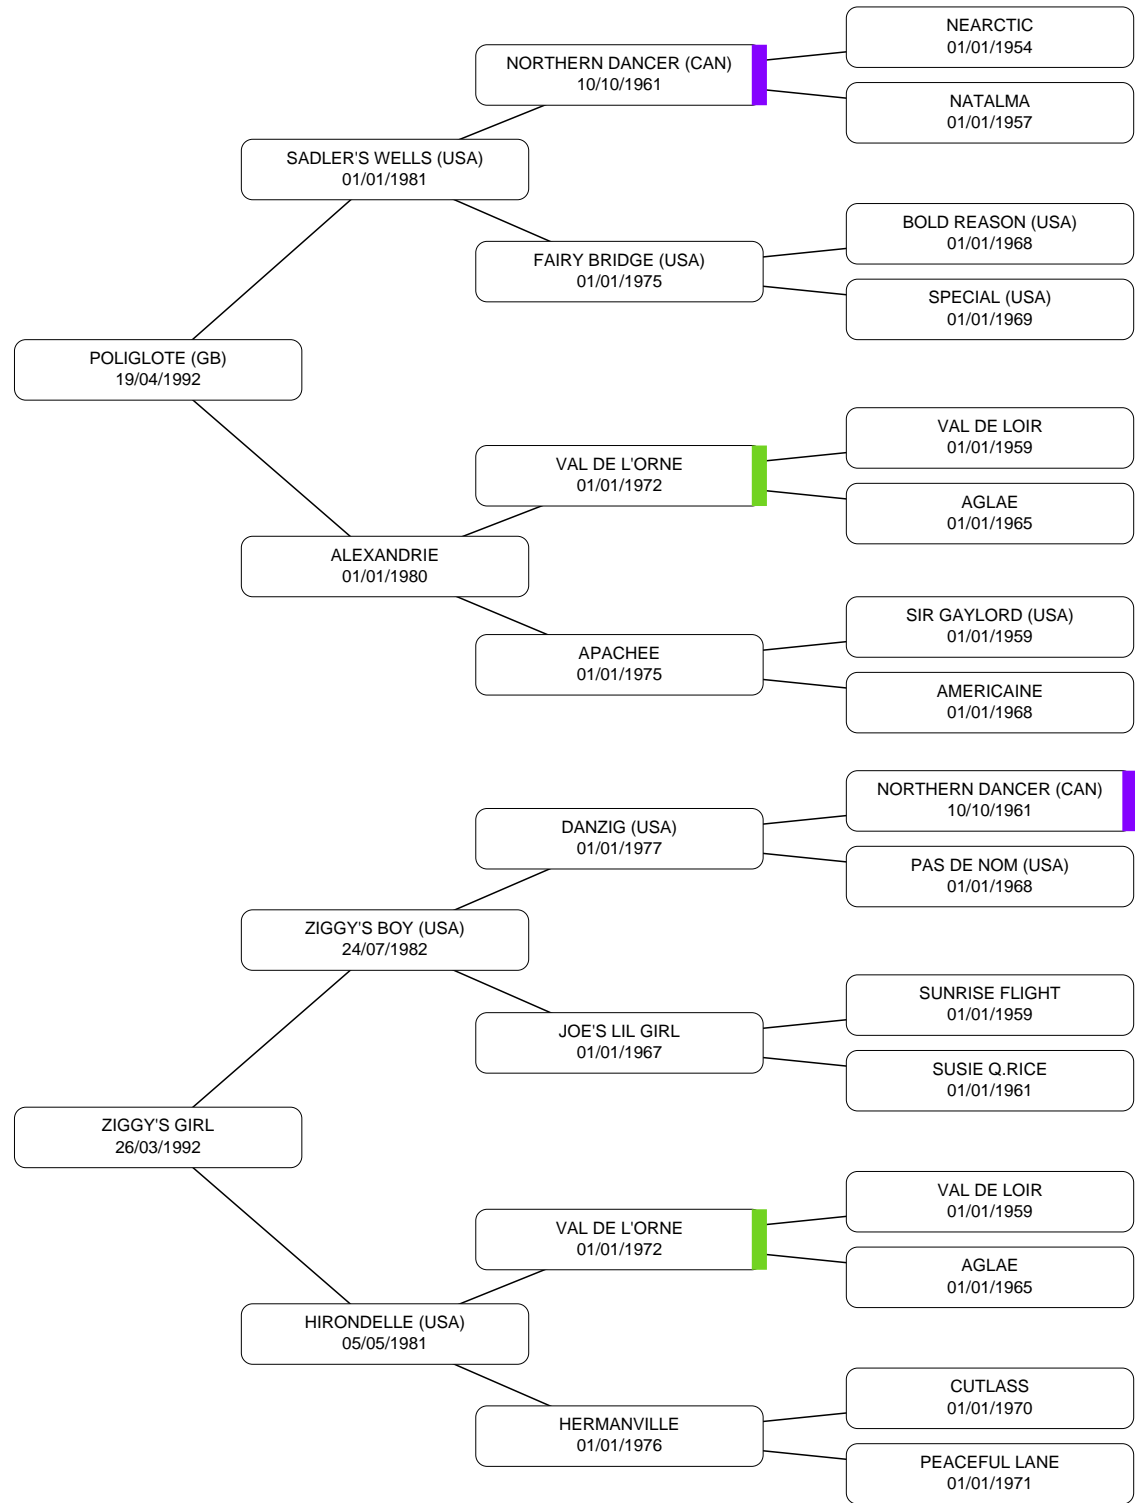 NEARCTIC
01/01/1954
NORTHERN DANCER (CAN)
10/10/1961
NATALMA
01/01/1957
SADLER'S WELLS (USA)
01/01/1981
BOLD REASON (USA)
01/01/1968
FAIRY BRIDGE (USA)
01/01/1975
SPECIAL (USA)
01/01/1969
POLIGLOTE (GB)
19/04/1992
VAL DE LOIR
01/01/1959
VAL DE L'ORNE
01/01/1972
AGLAE
01/01/1965
ALEXANDRIE
01/01/1980
SIR GAYLORD (USA)
01/01/1959
APACHEE
01/01/1975
AMERICAINE
01/01/1968
NORTHERN DANCER (CAN)
10/10/1961
DANZIG (USA)
01/01/1977
PAS DE NOM (USA)
01/01/1968
ZIGGY'S BOY (USA)
24/07/1982
SUNRISE FLIGHT
01/01/1959
JOE'S LIL GIRL
01/01/1967
SUSIE Q.RICE
01/01/1961
ZIGGY'S GIRL
26/03/1992
VAL DE LOIR
01/01/1959
VAL DE L'ORNE
01/01/1972
AGLAE
01/01/1965
HIRONDELLE (USA)
05/05/1981
CUTLASS
01/01/1970
HERMANVILLE
01/01/1976
PEACEFUL LANE
01/01/1971